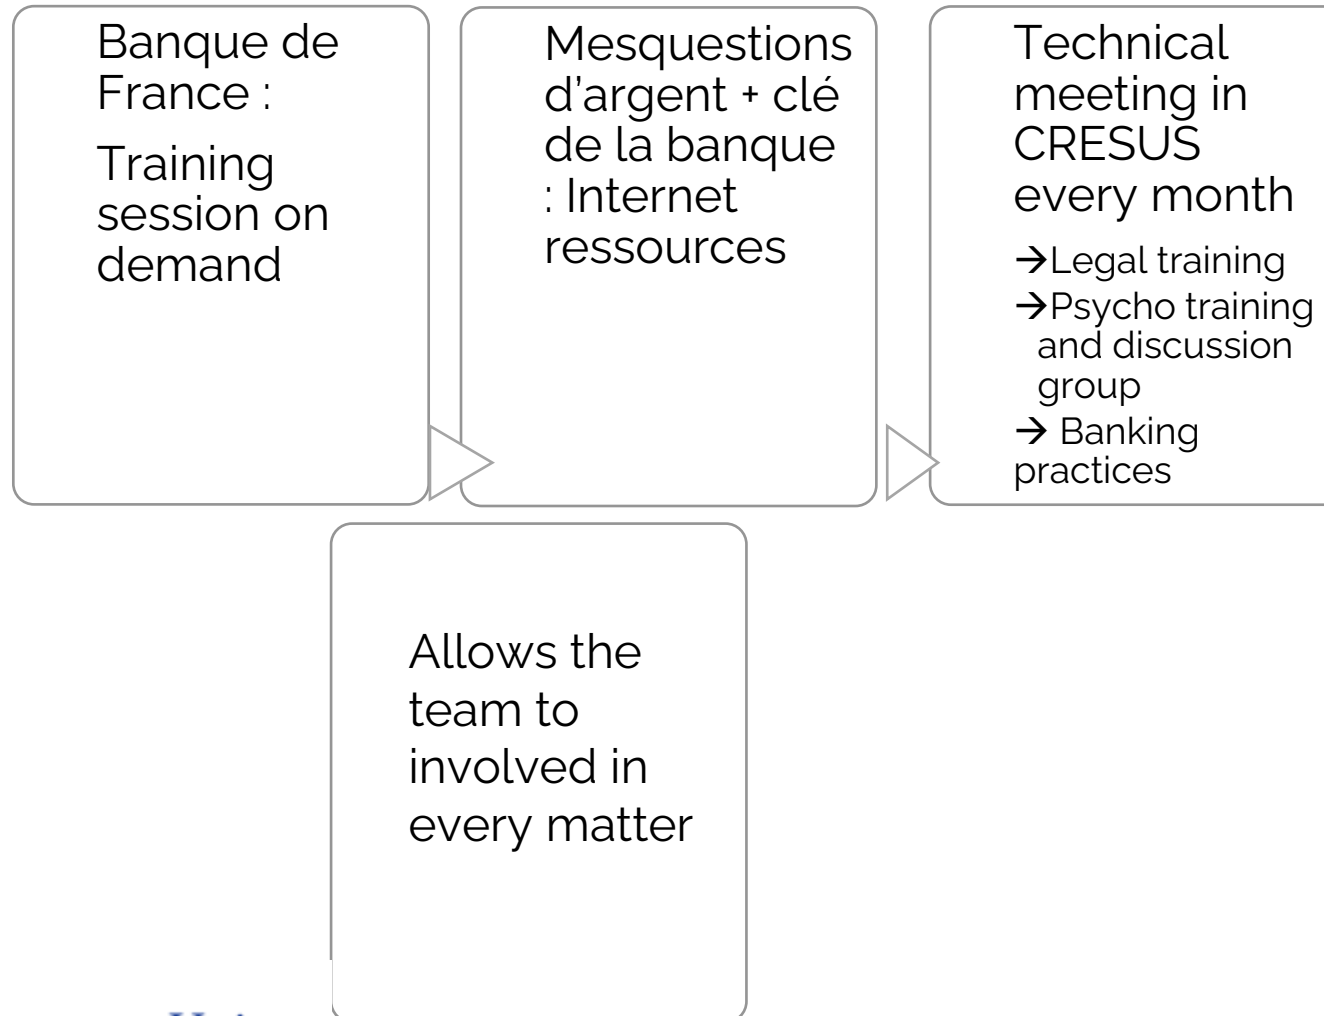 Banque de
France :
Training
session on
demand
Mesquestions
d’argent + clé
de la banque
: Internet
ressources
Technical
meeting in
CRESUS
every month
→Legal training
→Psycho training
and discussion
group
→ Banking
practices
Allows the
team to
involved in
every matter